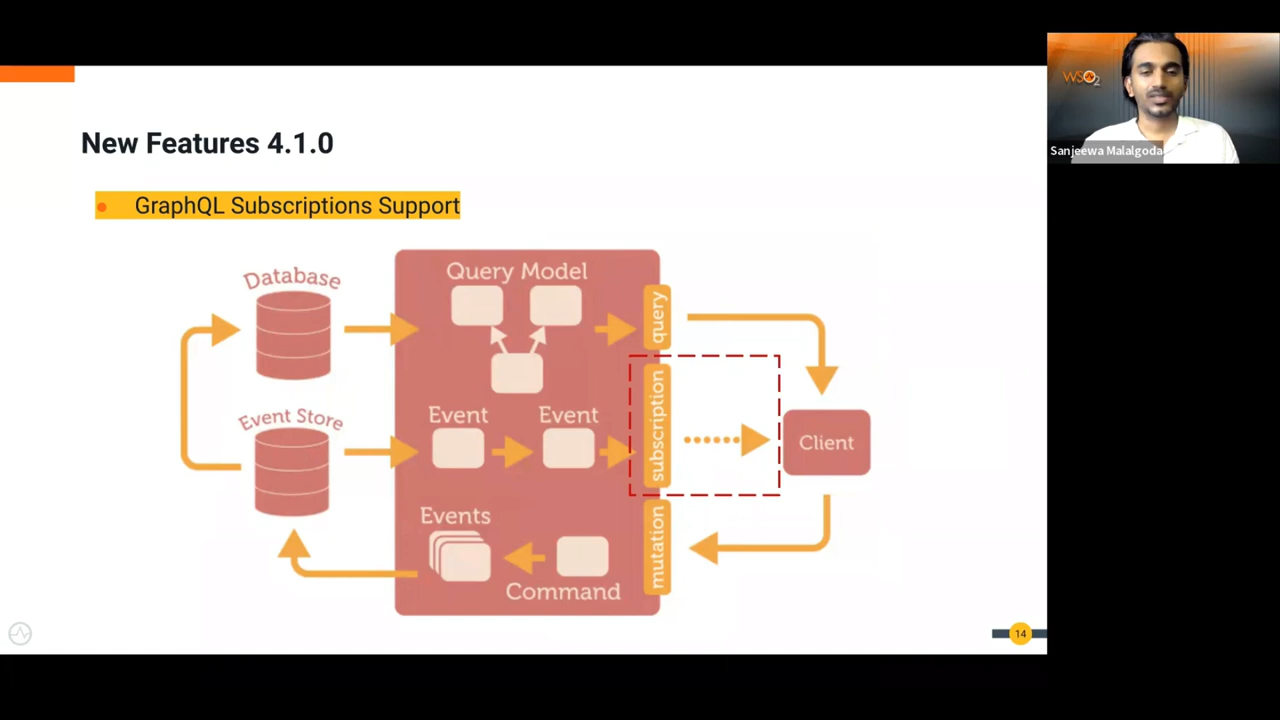 New Features 4.1.0
GraphQL Subscriptions Support
Database
Query Model
query
Event Store
Event
Event
subscription
Client
Events
Command
mutation
14
WSO2
Sanjeewa Malalgoda